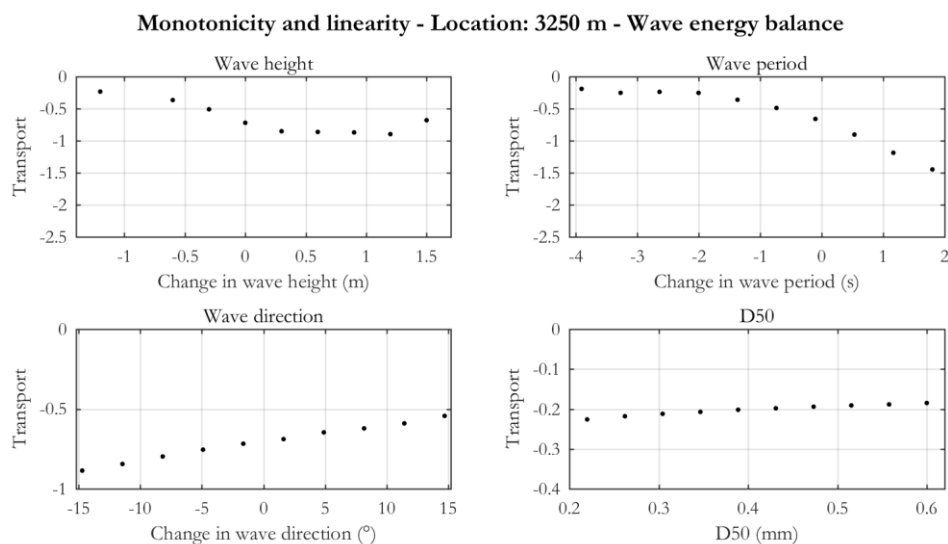 Monotonicity and linearity - Location: 3250 m - Wave energy balance
Wave height
0
-0.5
-1
-1.5
-2
-2.5
Transport
-1 -0.5 0 0.5 1 1.5
Change in wave height (m)
Wave period
0
-0.5
-1
-1.5
-2
-2.5
Transport
-4 -3 -2 -1 0 1 2
Change in wave period (s)
Wave direction
0
-0.5
-1
Transport
-15 -10 -5 0 5 10 15
Change in wave direction (°)
D50
0
-0.1
-0.2
-0.3
-0.4
Transport
0.2 0.3 0.4 0.5 0.6
D50 (mm)